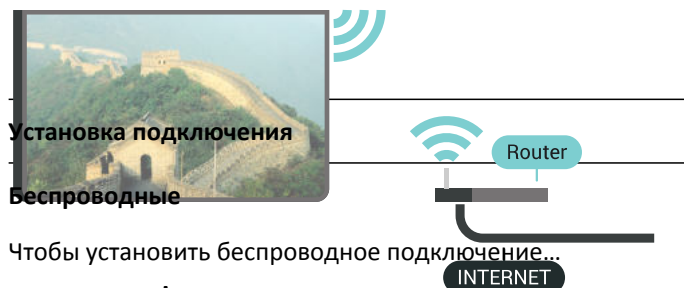 Установка подключения
Router
Беспроводные
Чтобы установить беспроводное подключение…
INTERNET